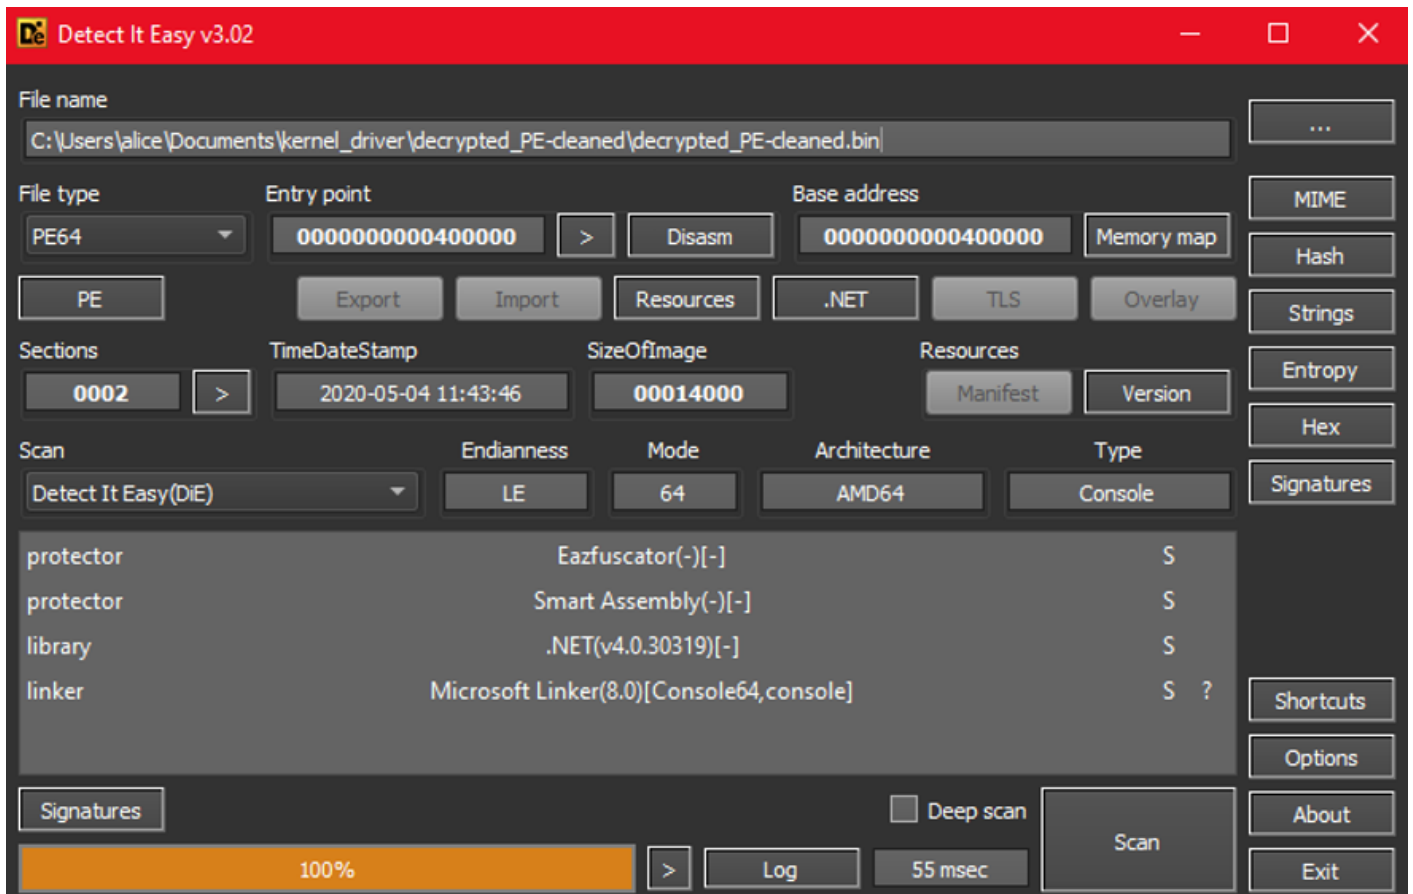 Detect It Easy v3.02
File name
C:\Users\alice\Documents\kernel_driver\decrypted_PE-cleaned\decrypted_PE-cleaned.bin
...
File type
Entry point
Base address
MIME
PE64
0000000000400000
>
Disasm
0000000000400000
Memory map
Hash
PE
Export
Import
Resources
.NET
TLS
Overlay
Strings
Sections
TimeDateStamp
SizeOfImage
Resources
Entropy
0002
>
2020-05-04 11:43:46
00014000
Manifest
Version
Hex
Scan
Endianness
Mode
Architecture
Type
Signatures
Detect It Easy(DiE)
LE
64
AMD64
Console
protector Eazfuscator(-)[-] S
protector Smart Assembly(-)[-] S
library .NET(v4.0.30319)[-] S
linker Microsoft Linker(8.0)[Console64,console] S ?
Shortcuts
Options
Signatures
Deep scan
Scan
About
100%
>
Log
55 msec
Exit